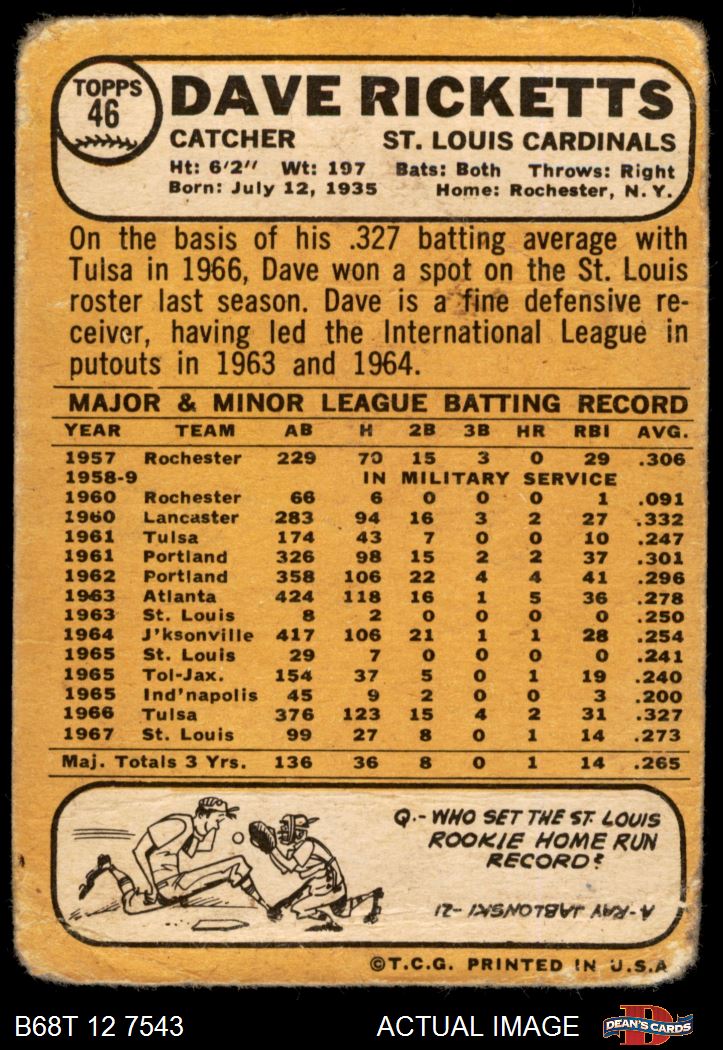 TOPPS
46
DAVE RICKETTS
CATCHER ST. LOUIS CARDINALS
Ht: 6'2" Wt: 197 Bats: Both Throws: Right
Born: July 12, 1935 Home: Rochester, N. Y.
On the basis of his .327 batting average with
Tulsa in 1966, Dave won a spot on the St. Louis
roster last season. Dave is a fine defensive re-
ceiver, having led the International League in
putouts in 1963 and 1964.
MAJOR & MINOR LEAGUE BATTING RECORD
YEAR TEAM AB H 2B 3B HR RBI AVG.
1957 Rochester 229 70 15 3 0 29 .306
1958-9 IN MILITARY SERVICE
1960 Rochester 66 6 0 0 0 1 .091
1960 Lancaster 283 94 16 3 2 27 .332
1961 Tulsa 174 43 7 0 0 10 .247
1961 Portland 326 98 15 2 2 37 .301
1962 Portland 358 106 22 4 4 41 .296
1963 Atlanta 424 118 16 1 5 36 .278
1963 St. Louis 8 2 0 0 0 0 .250
1964 J'ksonville 417 106 21 1 1 28 .254
1965 St. Louis 29 7 0 0 0 0 .241
1965 Tol-Jax. 154 37 5 0 1 19 .240
1965 Ind'napolis 45 9 2 0 0 3 .200
1966 Tulsa 376 123 15 4 2 31 .327
1967 St. Louis 99 27 8 0 1 14 .273
Maj. Totals 3 Yrs. 136 36 8 0 1 14 .265
Q.- WHO SET THE ST. LOUIS
ROOKIE HOME RUN
RECORD?
A-RAY JABLONSKI -21
©T.C.G. PRINTED IN U.S.A
B68T 12 7543 ACTUAL IMAGE D DEAN'S CARDS